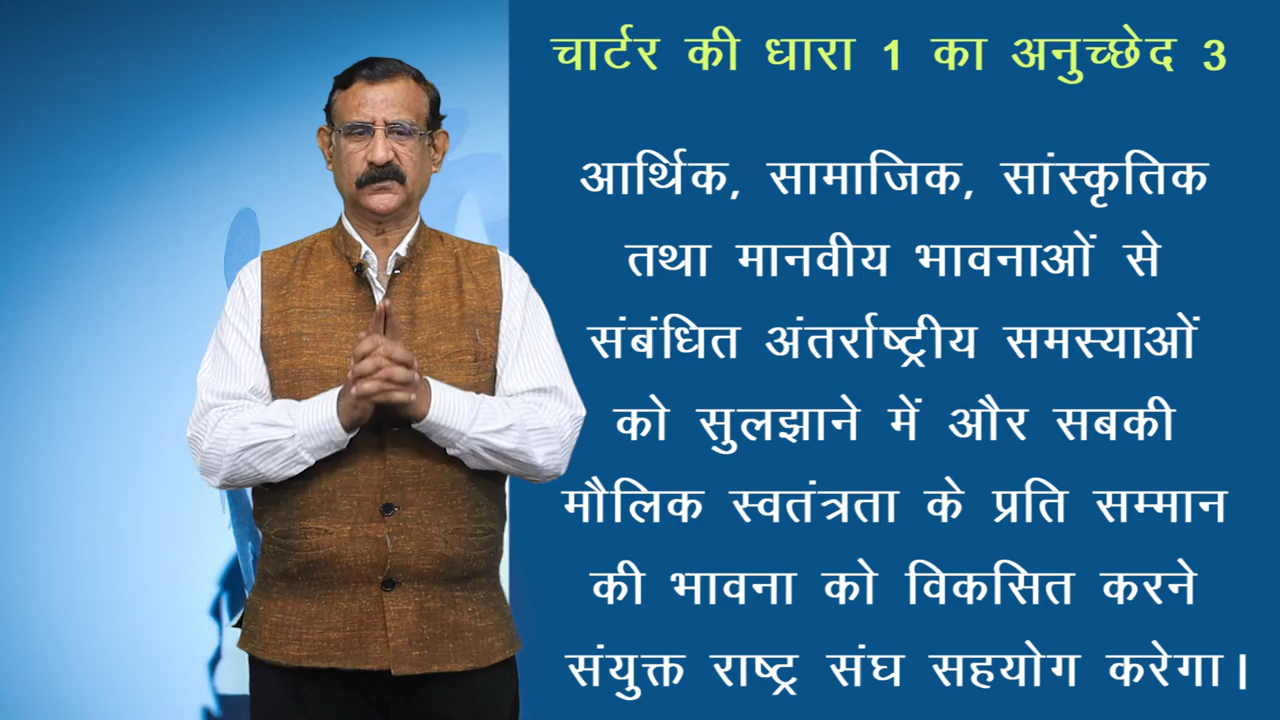 चार्टर की धारा 1 का अनुच्छेद 3
आर्थिक, सामाजिक, सांस्कृतिक
तथा मानवीय भावनाओं से
संबंधित अंतर्राष्ट्रीय समस्याओं
को सुलझाने में और सबकी
मौलिक स्वतंत्रता के प्रति सम्मान
की भावना को विकसित करने
संयुक्त राष्ट्र संघ सहयोग करेगा।